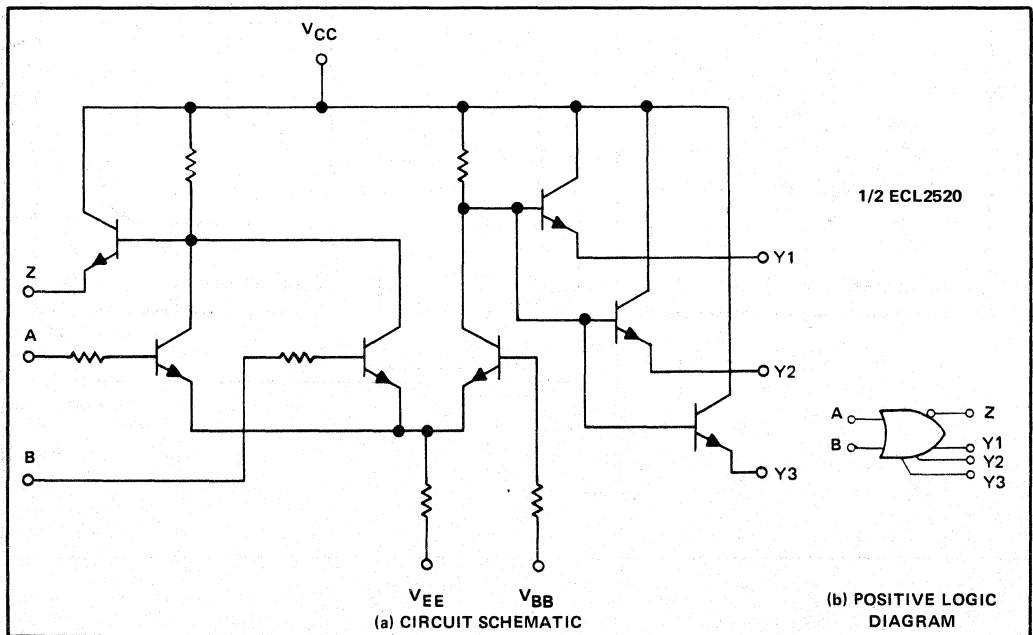 VCC
1/2 ECL2520
Z
Y1
A
Y2
A
Z
B
Y1
Y2
B
Y3
Y3
VEE
VBB
(a) CIRCUIT SCHEMATIC
(b) POSITIVE LOGIC
DIAGRAM